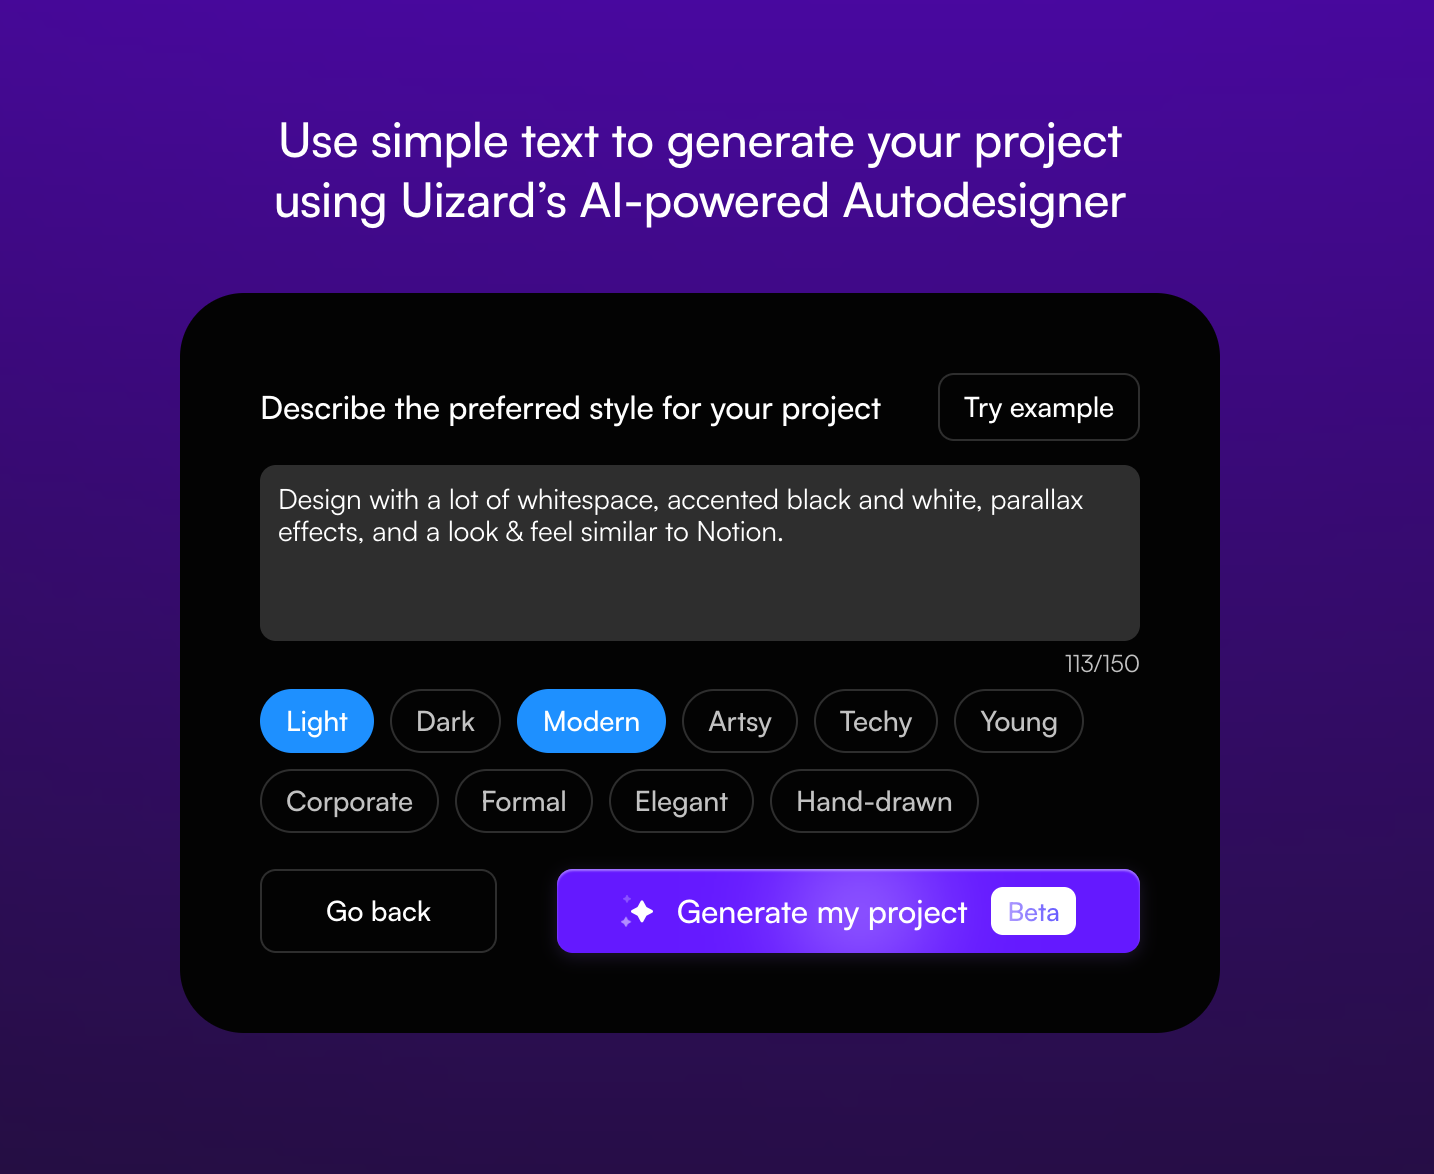 Use simple text to generate your project
using Uizard’s AI-powered Autodesigner
Describe the preferred style for your project
Try example
Design with a lot of whitespace, accented black and white, parallax
effects, and a look & feel similar to Notion.
113/150
Light Dark Modern Artsy Techy Young
Corporate Formal Elegant Hand-drawn
Go back
Generate my project Beta